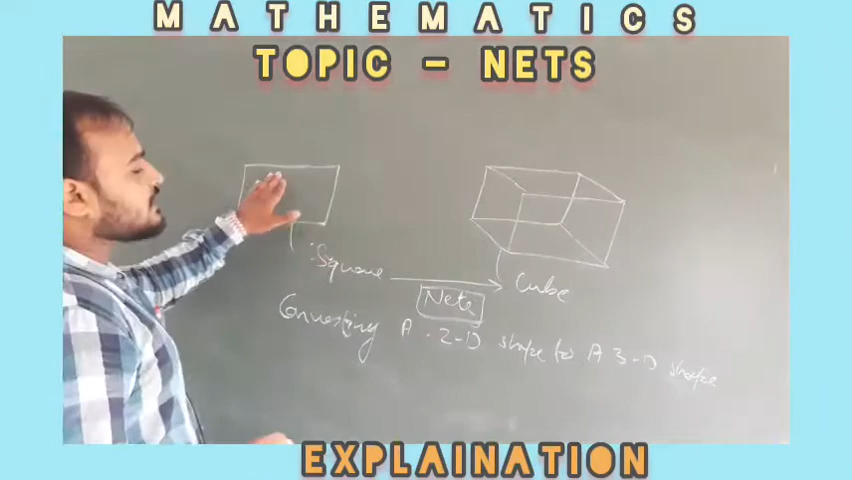 MATHEMATICS
TOPIC - NETS
Square
Cube
Nets
Converting A 2-D shape to A 3-D shape
EXPLAINATION